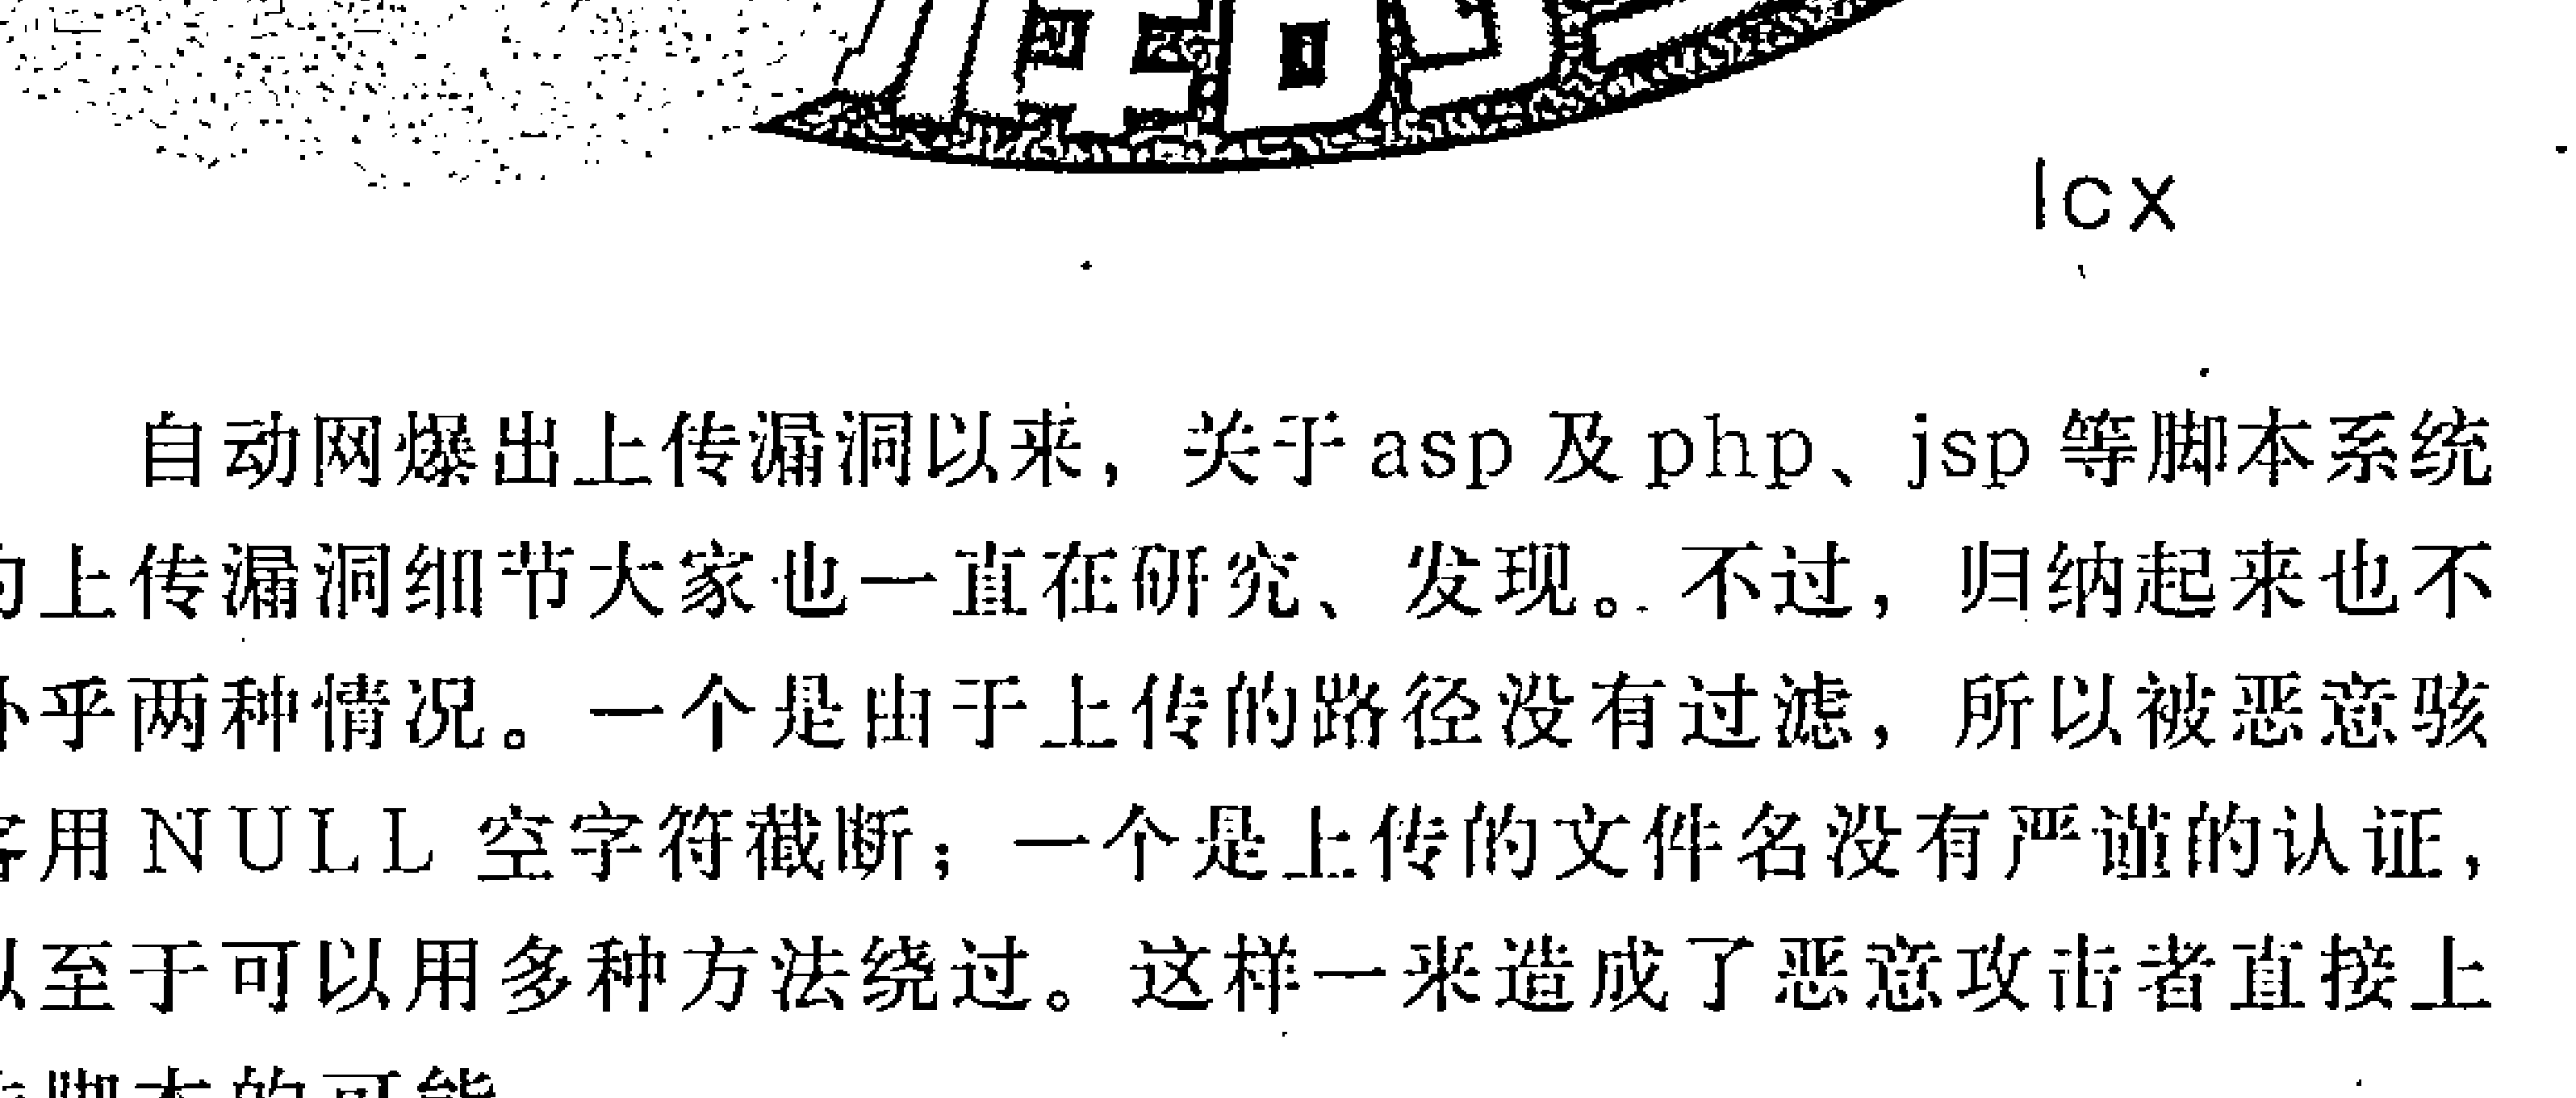 lcx
自动网爆出上传漏洞以来，关于asp及php、jsp等脚本系统
的上传漏洞细节大家也一直在研究、发现。不过，归纳起来也不
外乎两种情况。一个是由于上传的路径没有过滤，所以被恶意骇
客用NULL空字符截断；一个是上传的文件名没有严谨的认证，
以至于可以用多种方法绕过。这样一来造成了恶意攻击者直接上
传脚本的可能